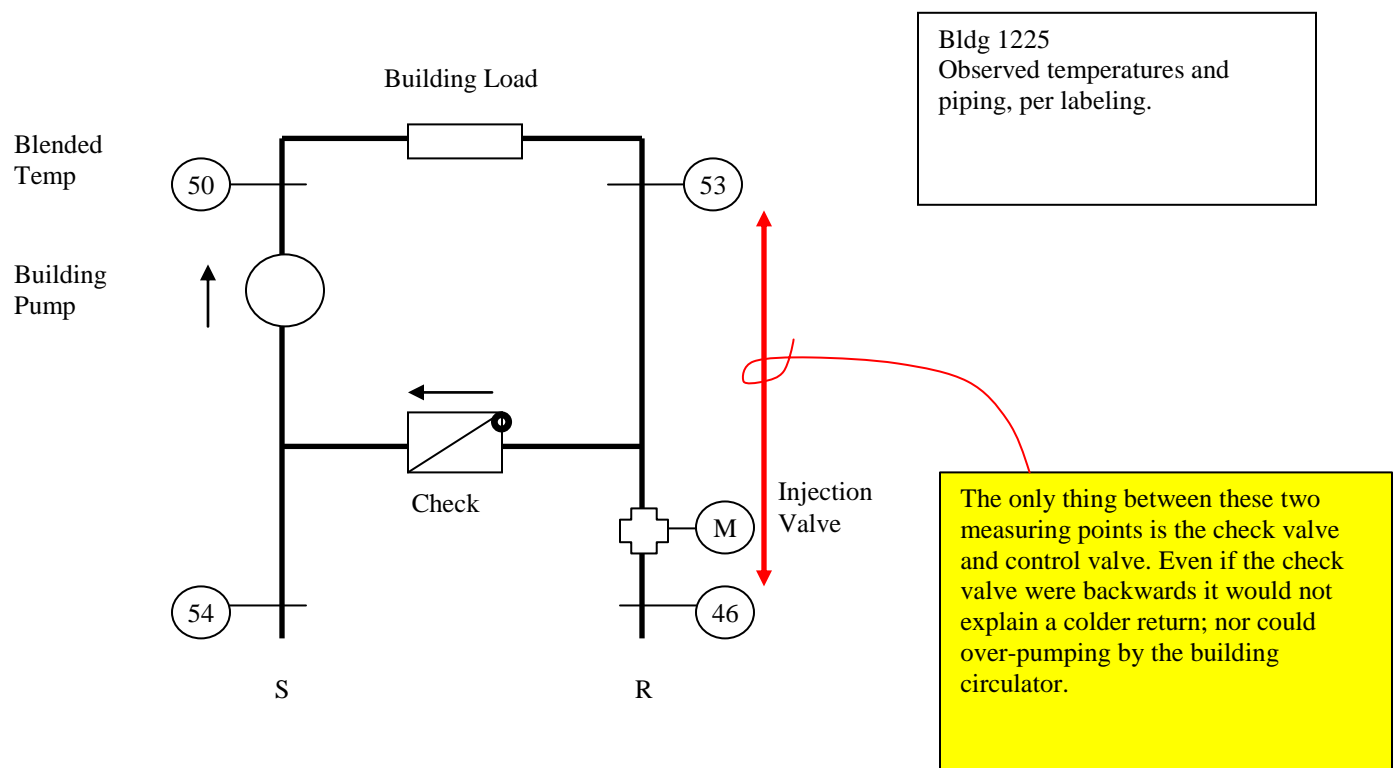 Bldg 1225
Observed temperatures and
piping, per labeling.
Building Load
Blended
Temp
50
53
Building
Pump
Check
Injection
Valve
M
54
46
S
R
The only thing between these two
measuring points is the check valve
and control valve. Even if the check
valve were backwards it would not
explain a colder return; nor could
over-pumping by the building
circulator.